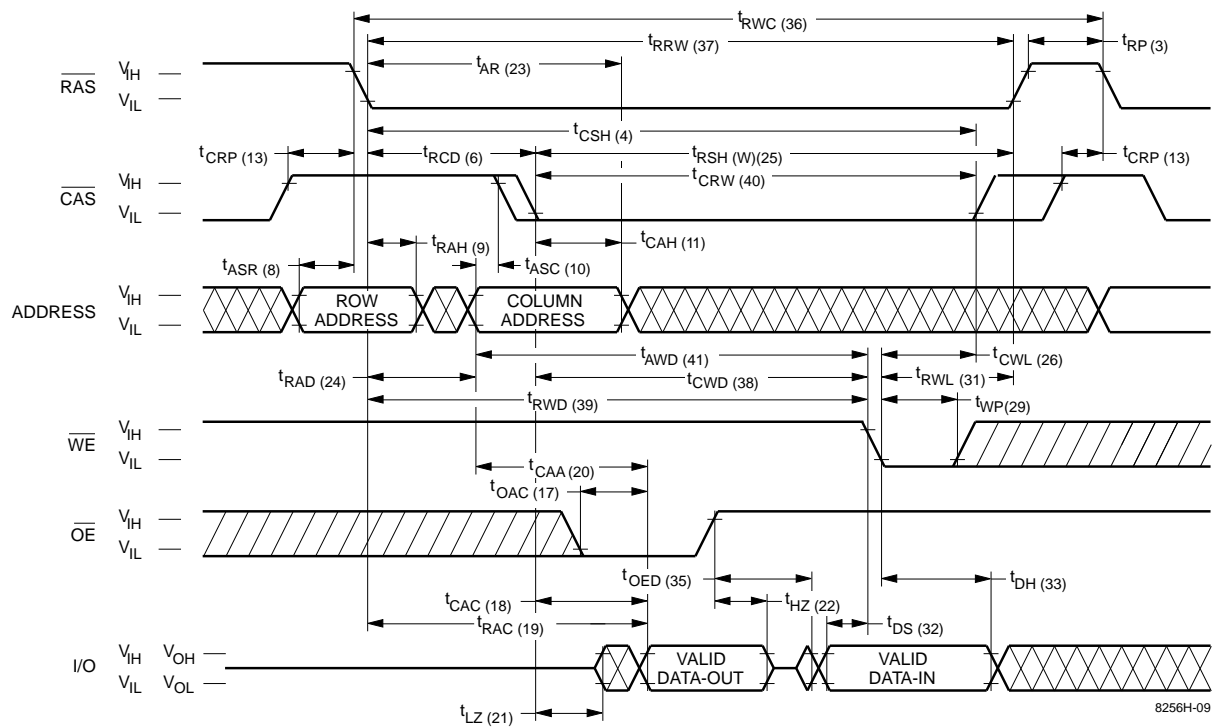 tRWC (36)
tRRW (37)
tRP (3)
tAR (23)
RAS VIH
VIL
tCSH (4)
tCRP (13)
tRCD (6)
tRSH (W)(25)
tCRP (13)
tCRW (40)
CAS VIH
VIL
tRAH (9)
tCAH (11)
tASR (8)
tASC (10)
ADDRESS VIH
VIL
ROW
ADDRESS
COLUMN
ADDRESS
tAWD (41)
tCWL (26)
tRAD (24)
tCWD (38)
tRWL (31)
tRWD (39)
tWP(29)
WE VIH
VIL
tCAA (20)
tOAC (17)
OE VIH
VIL
tOED (35)
tDH (33)
tCAC (18)
tHZ (22)
tRAC (19)
tDS (32)
I/O VIH VOH
VIL VOL
VALID
DATA-OUT
VALID
DATA-IN
tLZ (21)
8256H-09